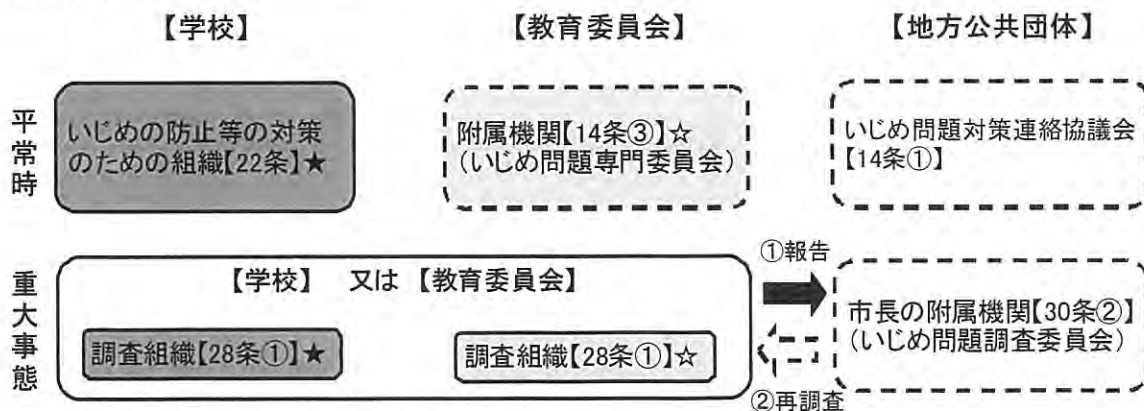 【学校】
【教育委員会】
【地方公共団体】
平常時
いじめの防止等の対策
のための組織【22条】★
附属機関【14条③】☆
(いじめ問題専門委員会)
いじめ問題対策連絡協議会
【14条①】
重大事態
【学校】 又は 【教育委員会】
調査組織【28条①】★
調査組織【28条①】☆
①報告
②再調査
市長の附属機関【30条②】
(いじめ問題調査委員会)